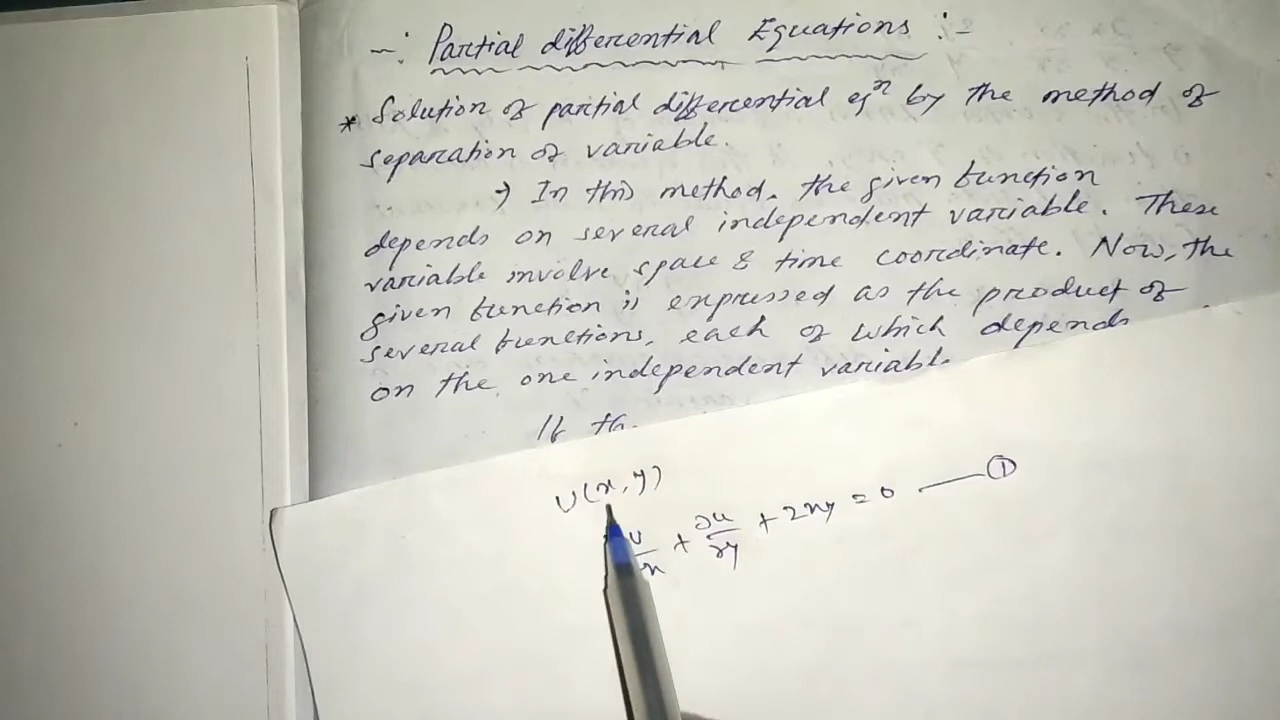 ~: Partial differential Equations :-
* Solution of partial differential eqⁿ by the method of
separation of variable.
→ In this method, the given function
depends on several independent variable. These
variable involve space & time coordinate. Now, the
given function is expressed as the product of
several functions, each of which depends
on the one independent variable
If th
U(x,y)
+ ∂u/∂y + 2xy = 0 —— ①